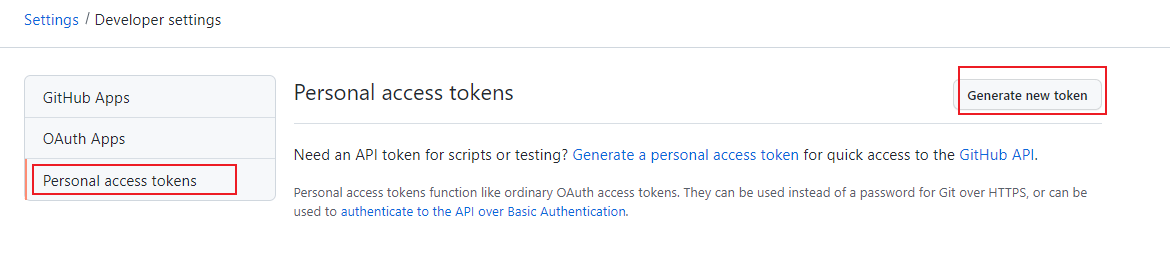 Settings / Developer settings
GitHub Apps
OAuth Apps
Personal access tokens
Personal access tokens
Generate new token
Need an API token for scripts or testing? Generate a personal access token for quick access to the GitHub API.
Personal access tokens function like ordinary OAuth access tokens. They can be used instead of a password for Git over HTTPS, or can be
used to authenticate to the API over Basic Authentication.